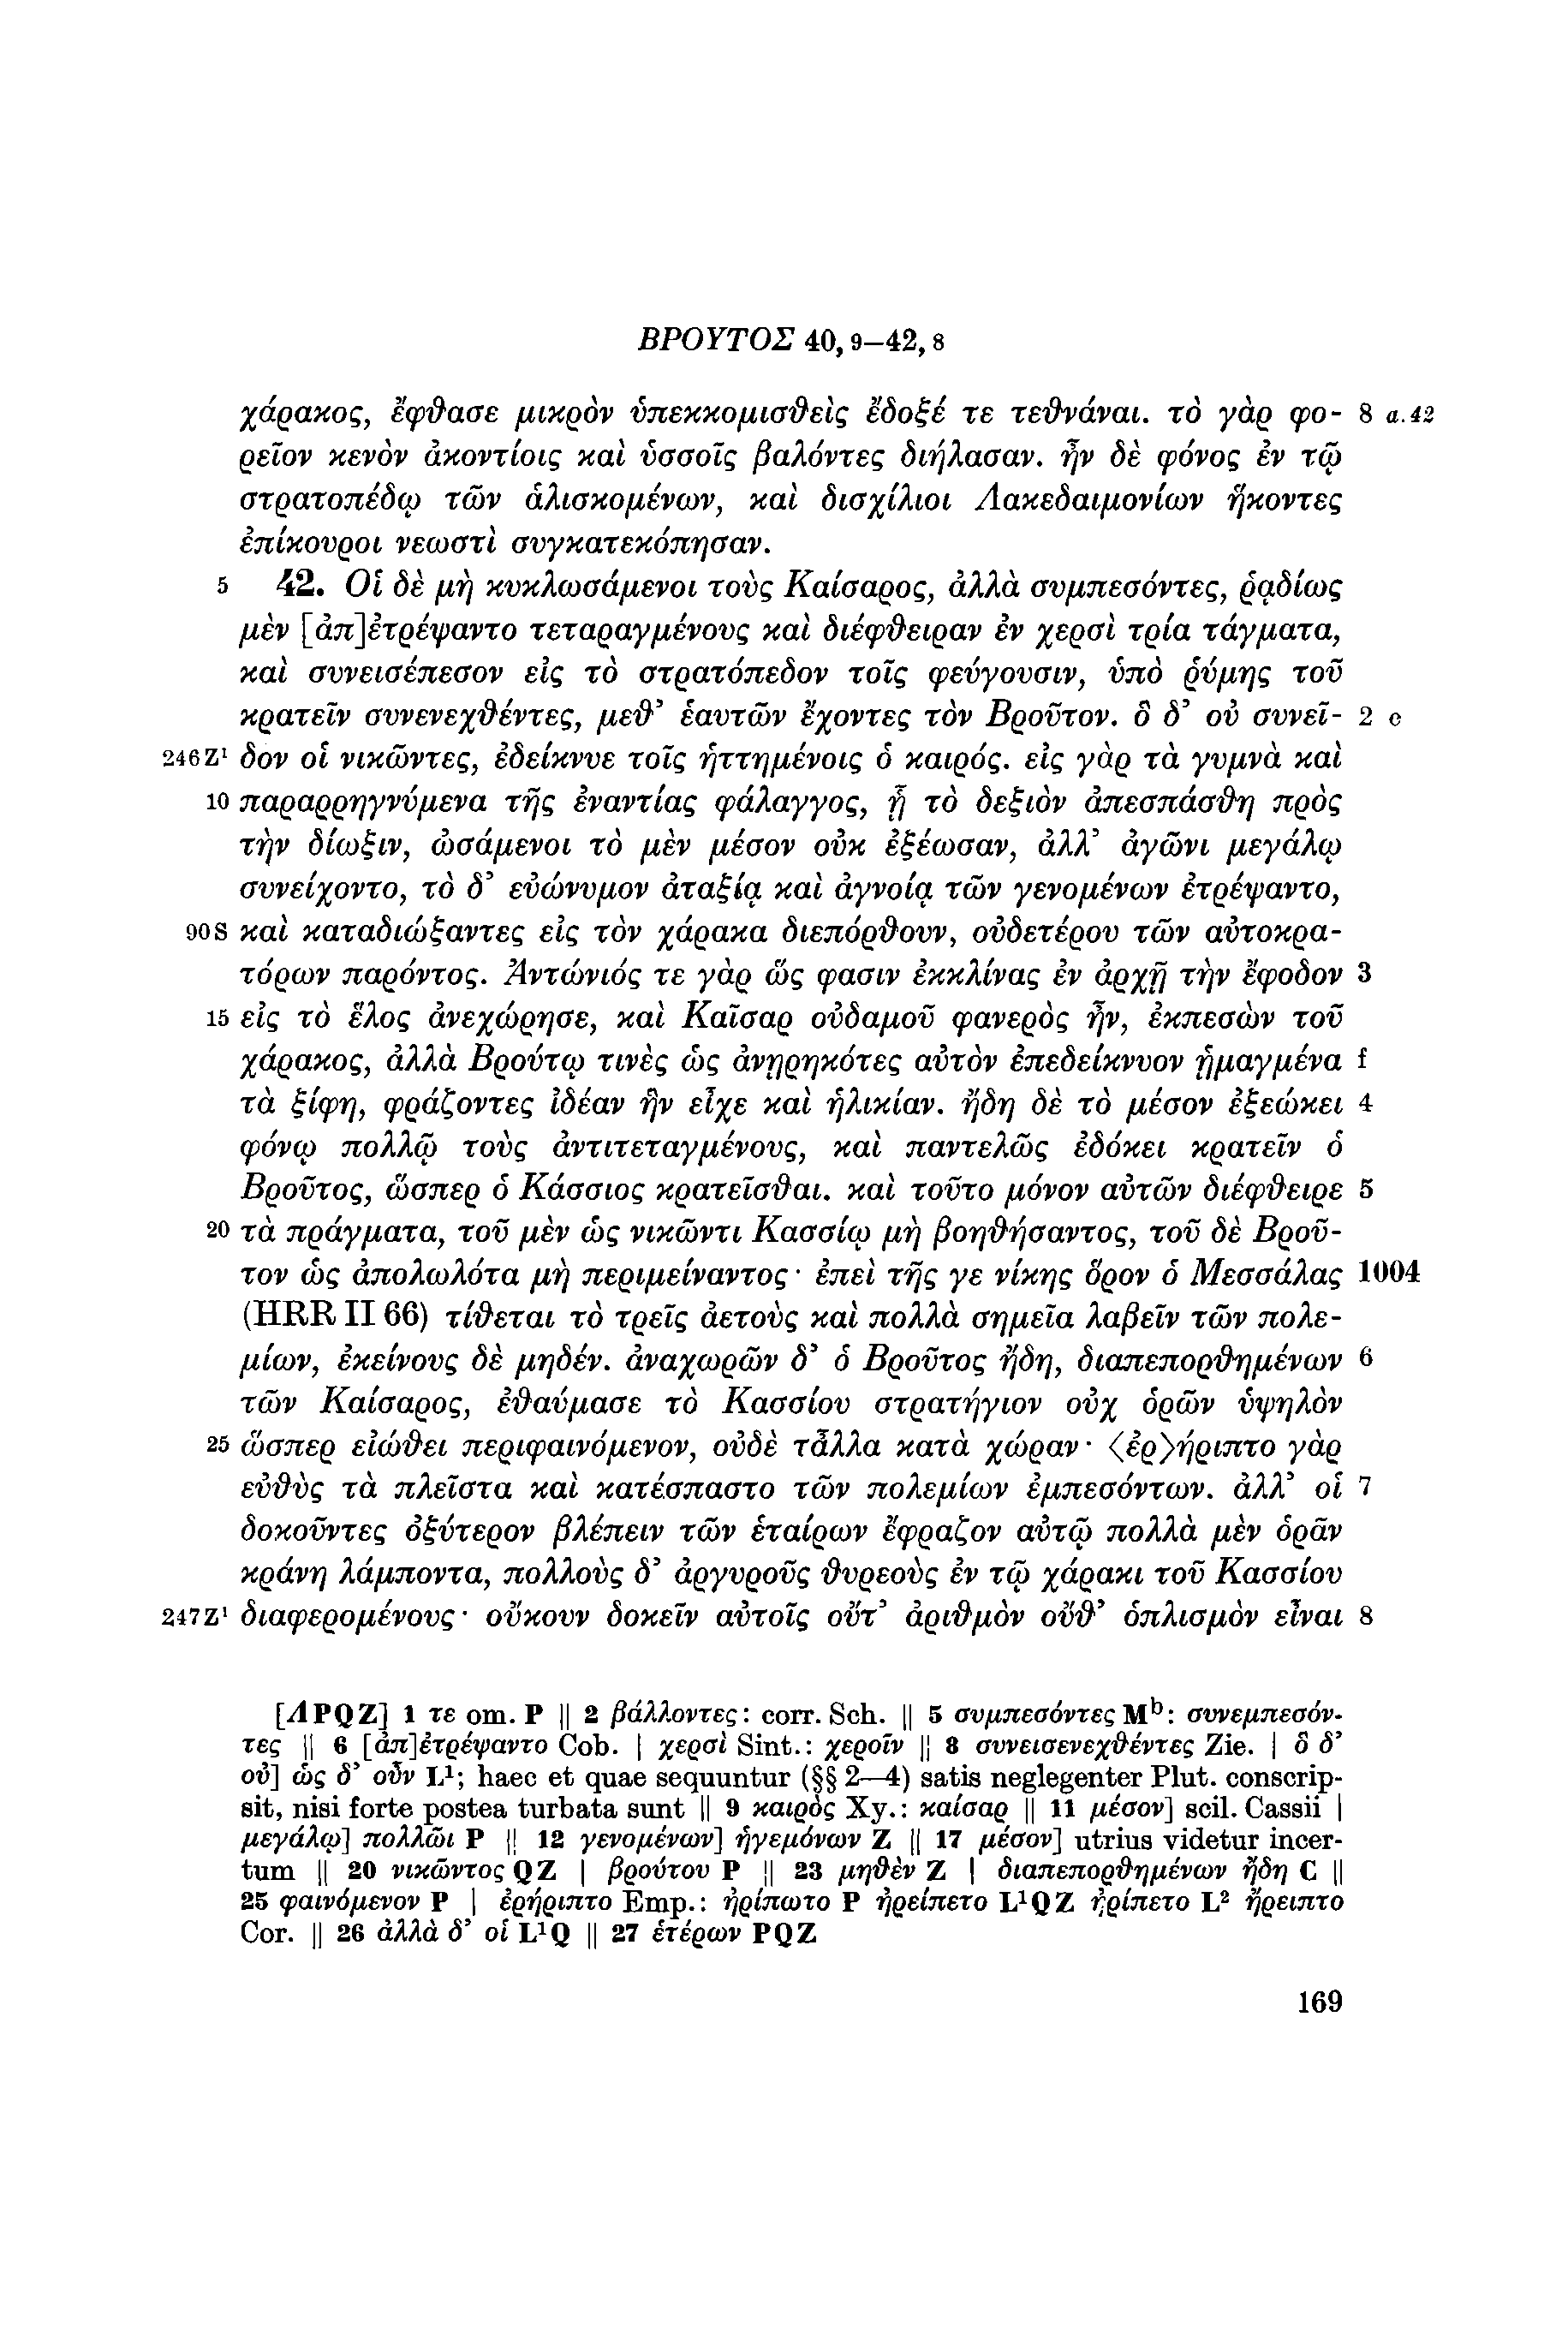 ΒΡΟΥΤΟΣ 40, 9–42, 8
χάρακος, ἔφθασε μικρὸν ὑπεκκομισθεὶς ἔδοξέ τε τεθνάναι. τὸ γὰρ φο- 8 a. 42
ρεῖον κενὸν ἀκοντίοις καὶ ὑσσοῖς βαλόντες διήλασαν. ἦν δὲ φόνος ἐν τῷ
στρατοπέδῳ τῶν ἁλισκομένων, καὶ δισχίλιοι Λακεδαιμονίων ἥκοντες
ἐπίκουροι νεωστὶ συγκατεκόπησαν.
5 42. Οἱ δὲ μὴ κυκλωσάμενοι τοὺς Καίσαρος, ἀλλὰ συμπεσόντες, ῥᾳδίως
μὲν [ἀπ]ἐτρέψαντο τεταραγμένους καὶ διέφθειραν ἐν χερσὶ τρία τάγματα,
καὶ συνεισέπεσον εἰς τὸ στρατόπεδον τοῖς φεύγουσιν, ὑπὸ ῥύμης τοῦ
κρατεῖν συνενεχθέντες, μεθ’ ἑαυτῶν ἔχοντες τὸν Βροῦτον. ὃ δ’ οὐ συνεῖ- 2 c
246Z¹ δον οἱ νικῶντες, ἐδείκνυε τοῖς ἡττημένοις ὁ καιρός. εἰς γὰρ τὰ γυμνὰ καὶ
10 παραρρηγνύμενα τῆς ἐναντίας φάλαγγος, ᾗ τὸ δεξιὸν ἀπεσπάσθη πρὸς
τὴν δίωξιν, ὠσάμενοι τὸ μὲν μέσον οὐκ ἐξέωσαν, ἀλλ’ ἀγῶνι μεγάλῳ
συνείχοντο, τὸ δ’ εὐώνυμον ἀταξίᾳ καὶ ἀγνοίᾳ τῶν γενομένων ἐτρέψαντο,
90S καὶ καταδιώξαντες εἰς τὸν χάρακα διεπόρθουν, οὐδετέρου τῶν αὐτοκρα-
τόρων παρόντος. Ἀντώνιός τε γὰρ ὥς φασιν ἐκκλίνας ἐν ἀρχῇ τὴν ἔφοδον 3
15 εἰς τὸ ἕλος ἀνεχώρησε, καὶ Καῖσαρ οὐδαμοῦ φανερὸς ἦν, ἐκπεσὼν τοῦ
χάρακος, ἀλλὰ Βρούτῳ τινὲς ὡς ἀνῃρηκότες αὐτὸν ἐπεδείκνυον ᾑμαγμένα f
τὰ ξίφη, φράζοντες ἰδέαν ἣν εἶχε καὶ ἡλικίαν. ἤδη δὲ τὸ μέσον ἐξεώκει 4
φόνῳ πολλῷ τοὺς ἀντιτεταγμένους, καὶ παντελῶς ἐδόκει κρατεῖν ὁ
Βροῦτος, ὥσπερ ὁ Κάσσιος κρατεῖσθαι. καὶ τοῦτο μόνον αὐτῶν διέφθειρε 5
20 τὰ πράγματα, τοῦ μὲν ὡς νικῶντι Κασσίῳ μὴ βοηθήσαντος, τοῦ δὲ Βροῦ-
τον ὡς ἀπολωλότα μὴ περιμείναντος· ἐπεὶ τῆς γε νίκης ὅρον ὁ Μεσσάλας 1004
(HRR II 66) τίθεται τὸ τρεῖς ἀετοὺς καὶ πολλὰ σημεῖα λαβεῖν τῶν πολε-
μίων, ἐκείνους δὲ μηδέν. ἀναχωρῶν δ’ ὁ Βροῦτος ἤδη, διαπεπορθημένων 6
τῶν Καίσαρος, ἐθαύμασε τὸ Κασσίου στρατήγιον οὐχ ὁρῶν ὑψηλὸν
25 ὥσπερ εἰώθει περιφαινόμενον, οὐδὲ τἆλλα κατὰ χώραν· ⟨ἐρ⟩ήριπτο γὰρ
εὐθὺς τὰ πλεῖστα καὶ κατέσπαστο τῶν πολεμίων ἐμπεσόντων. ἀλλ’ οἱ 7
δοκοῦντες ὀξύτερον βλέπειν τῶν ἑταίρων ἔφραζον αὐτῷ πολλὰ μὲν ὁρᾶν
κράνη λάμποντα, πολλοὺς δ’ ἀργυροῦς θυρεοὺς ἐν τῷ χάρακι τοῦ Κασσίου
247Z¹ διαφερομένους· οὔκουν δοκεῖν αὐτοῖς οὔτ’ ἀριθμὸν οὔθ’ ὁπλισμὸν εἶναι 8
[ΛPQZ] 1 τε om. P || 2 βάλλοντες: corr. Sch. || 5 συμπεσόντες Mᵇ: συνεμπεσόν-
τες || 6 [ἀπ]ἐτρέψαντο Cob. | χερσὶ Sint.: χεροῖν || 8 συνεισενεχθέντες Zie. | ὃ δ’
οὐ] ὡς δ’ οὖν L¹; haec et quae sequuntur (§§ 2—4) satis neglegenter Plut. conscrip-
sit, nisi forte postea turbata sunt || 9 καιρὸς Xy.: καίσαρ || 11 μέσον] scil. Cassii |
μεγάλῳ] πολλῶι P || 12 γενομένων] ἡγεμόνων Z || 17 μέσον] utrius videtur incer-
tum || 20 νικῶντος QZ | βρούτου P || 23 μηθὲν Z | διαπεπορθημένων ἤδη C ||
25 φαινόμενον P | ἐρήριπτο Emp.: ἠρίπωτο P ἠρείπετο L¹QZ ἠρίπετο L² ἤρειπτο
Cor. || 26 ἀλλὰ δ’ οἱ L¹Q || 27 ἑτέρων PQZ
169